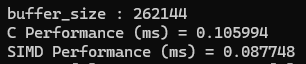 buffer_size : 262144
C Performance (ms) = 0.105994
SIMD Performance (ms) = 0.087748